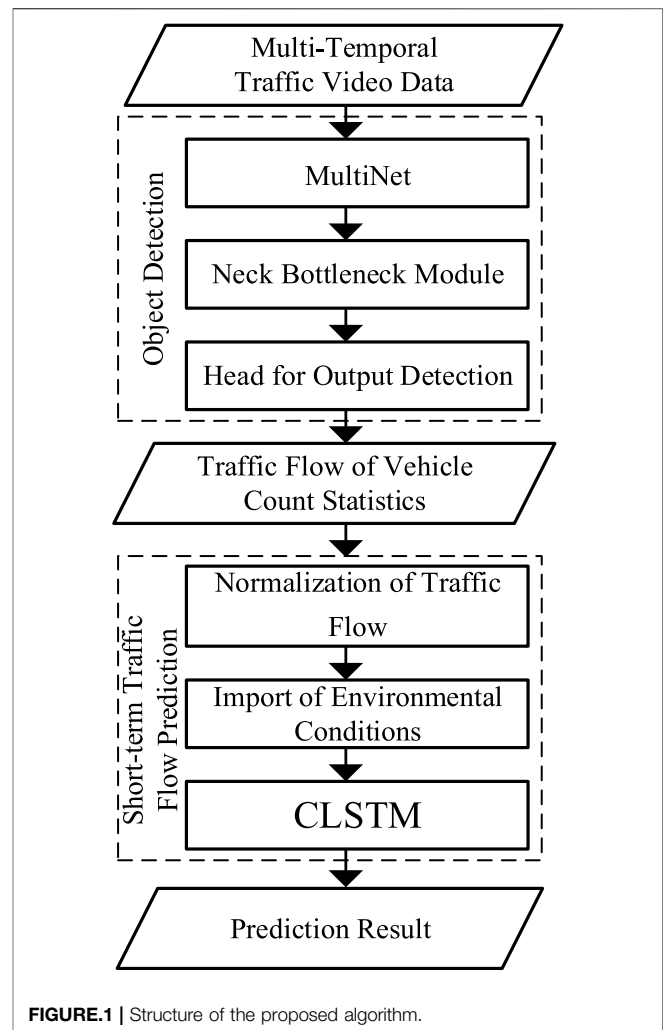 Multi-Temporal
Traffic Video Data
Object Detection
MultiNet
Neck Bottleneck Module
Head for Output Detection
Traffic Flow of Vehicle
Count Statistics
Short-term Traffic
Flow Prediction
Normalization of Traffic
Flow
Import of Environmental
Conditions
CLSTM
Prediction Result
FIGURE.1 | Structure of the proposed algorithm.